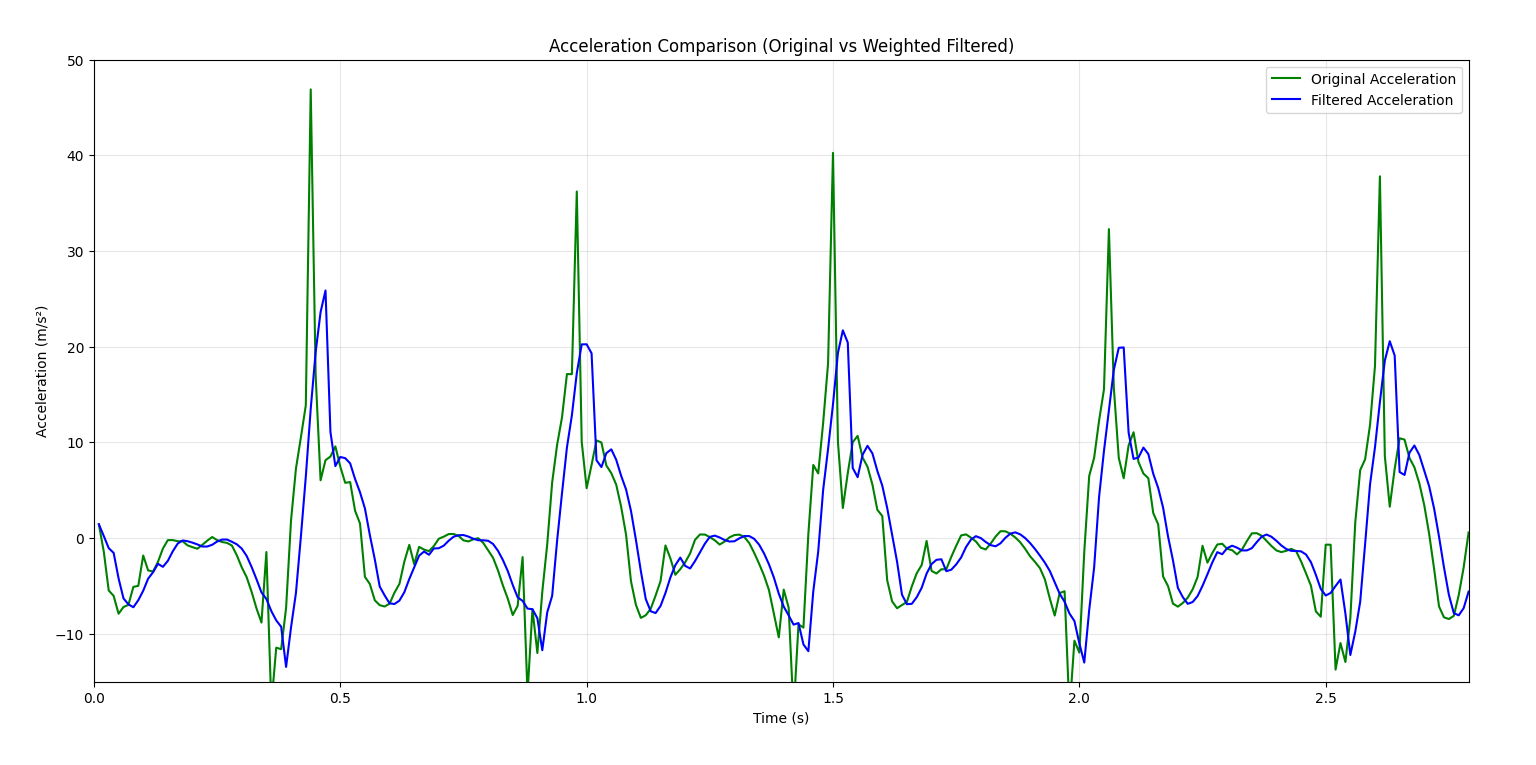 Acceleration Comparison (Original vs Weighted Filtered)
Original Acceleration
Filtered Acceleration
Acceleration (m/s²)
50
40
30
20
10
0
−10
0.0
0.5
1.0
1.5
2.0
2.5
Time (s)